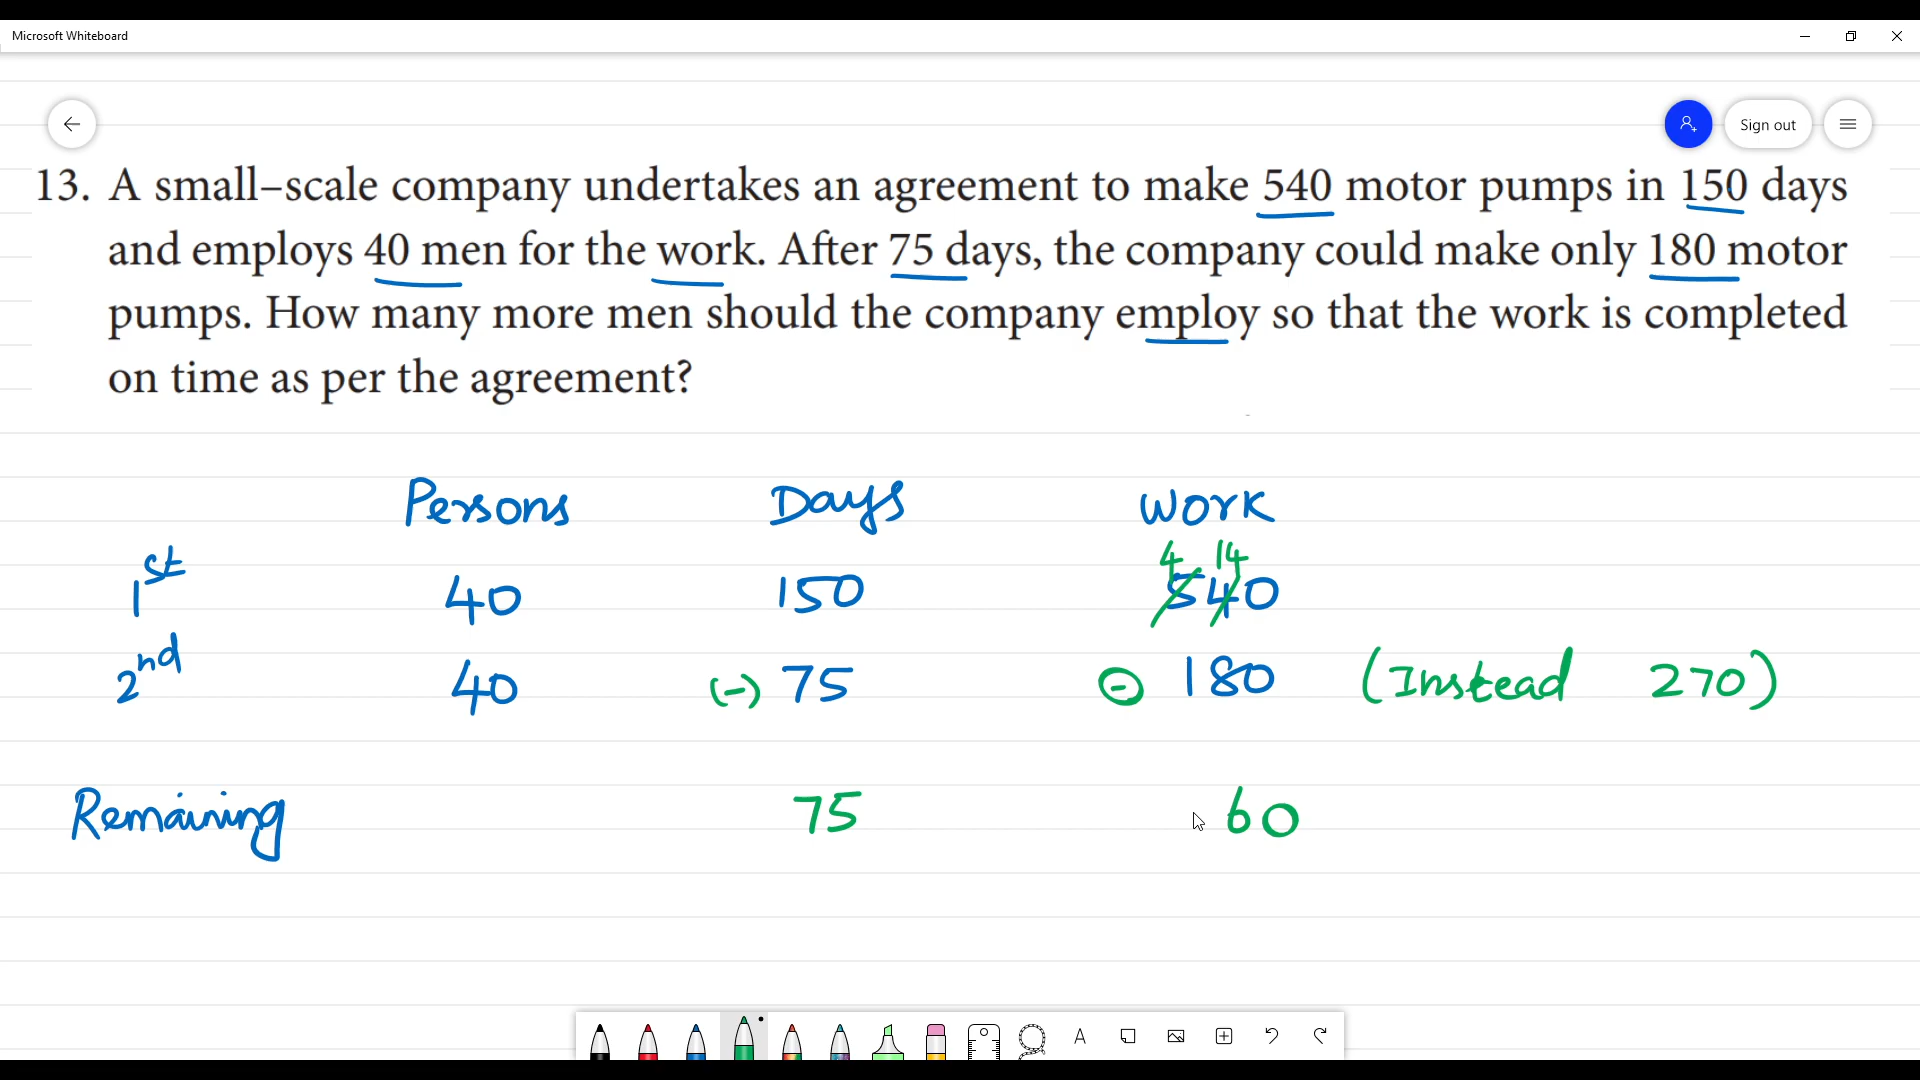 Microsoft Whiteboard
Sign out
13. A small–scale company undertakes an agreement to make 540 motor pumps in 150 days
and employs 40 men for the work. After 75 days, the company could make only 180 motor
pumps. How many more men should the company employ so that the work is completed
on time as per the agreement?
Persons Days Work
4 14
1st 40 150 540
2nd 40 (-) 75 - 180 (Instead 270)
Remaining 75 60
A